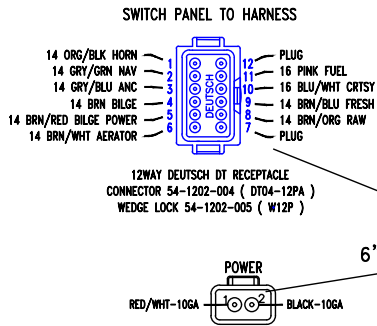 SWITCH PANEL TO HARNESS
14 ORG/BLK HORN 1 12 PLUG
14 GRY/GRN NAV 2 11 16 PINK FUEL
14 GRY/BLU ANC 3 10 16 BLU/WHT CRTSY
14 BRN BILGE 4 9 14 BRN/BLU FRESH
14 BRN/RED BILGE POWER 5 8 14 BRN/ORG RAW
14 BRN/WHT AERATOR 6 7 PLUG
DEUTSCH
12WAY DEUTSCH DT RECEPTACLE
CONNECTOR 54-1202-004 ( DT04-12PA )
WEDGE LOCK 54-1202-005 ( W12P )
6'
POWER
RED/WHT-10GA 1 2 BLACK-10GA